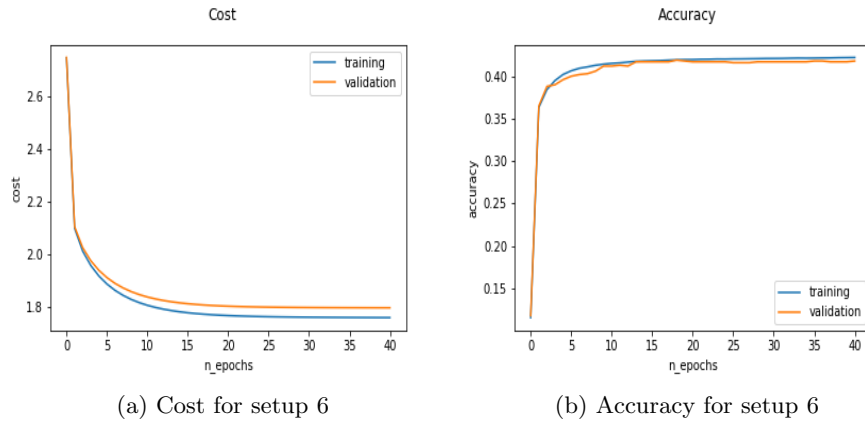 Cost
training
validation
2.6
2.4
2.2
2.0
1.8
cost
0 5 10 15 20 25 30 35 40
n_epochs
(a) Cost for setup 6
Accuracy
0.40
0.35
0.30
0.25
0.20
0.15
accuracy
training
validation
0 5 10 15 20 25 30 35 40
n_epochs
(b) Accuracy for setup 6